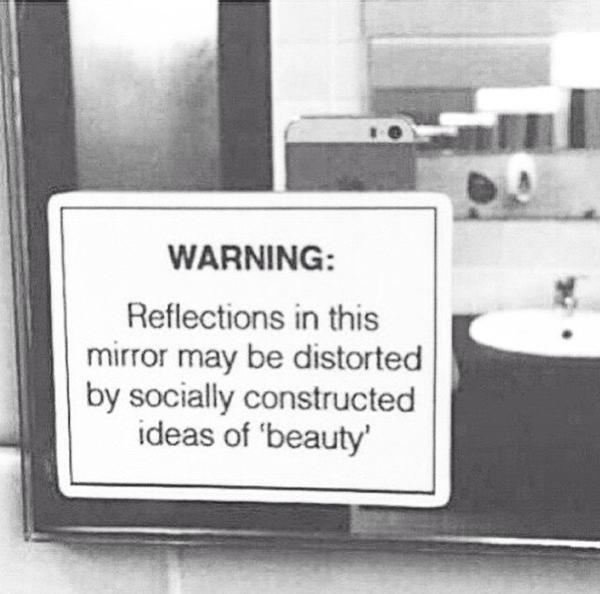 WARNING:
Reflections in this
mirror may be distorted
by socially constructed
ideas of 'beauty'